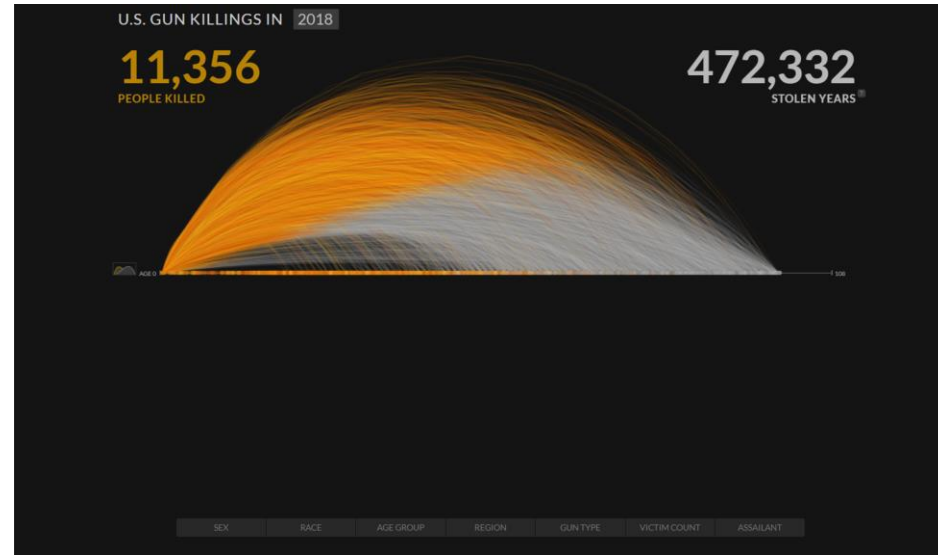 U.S. GUN KILLINGS IN 2018
11,356
PEOPLE KILLED
472,332
STOLEN YEARS ?
AGE 0
108
SEX RACE AGE GROUP REGION GUN TYPE VICTIM COUNT ASSAILANT